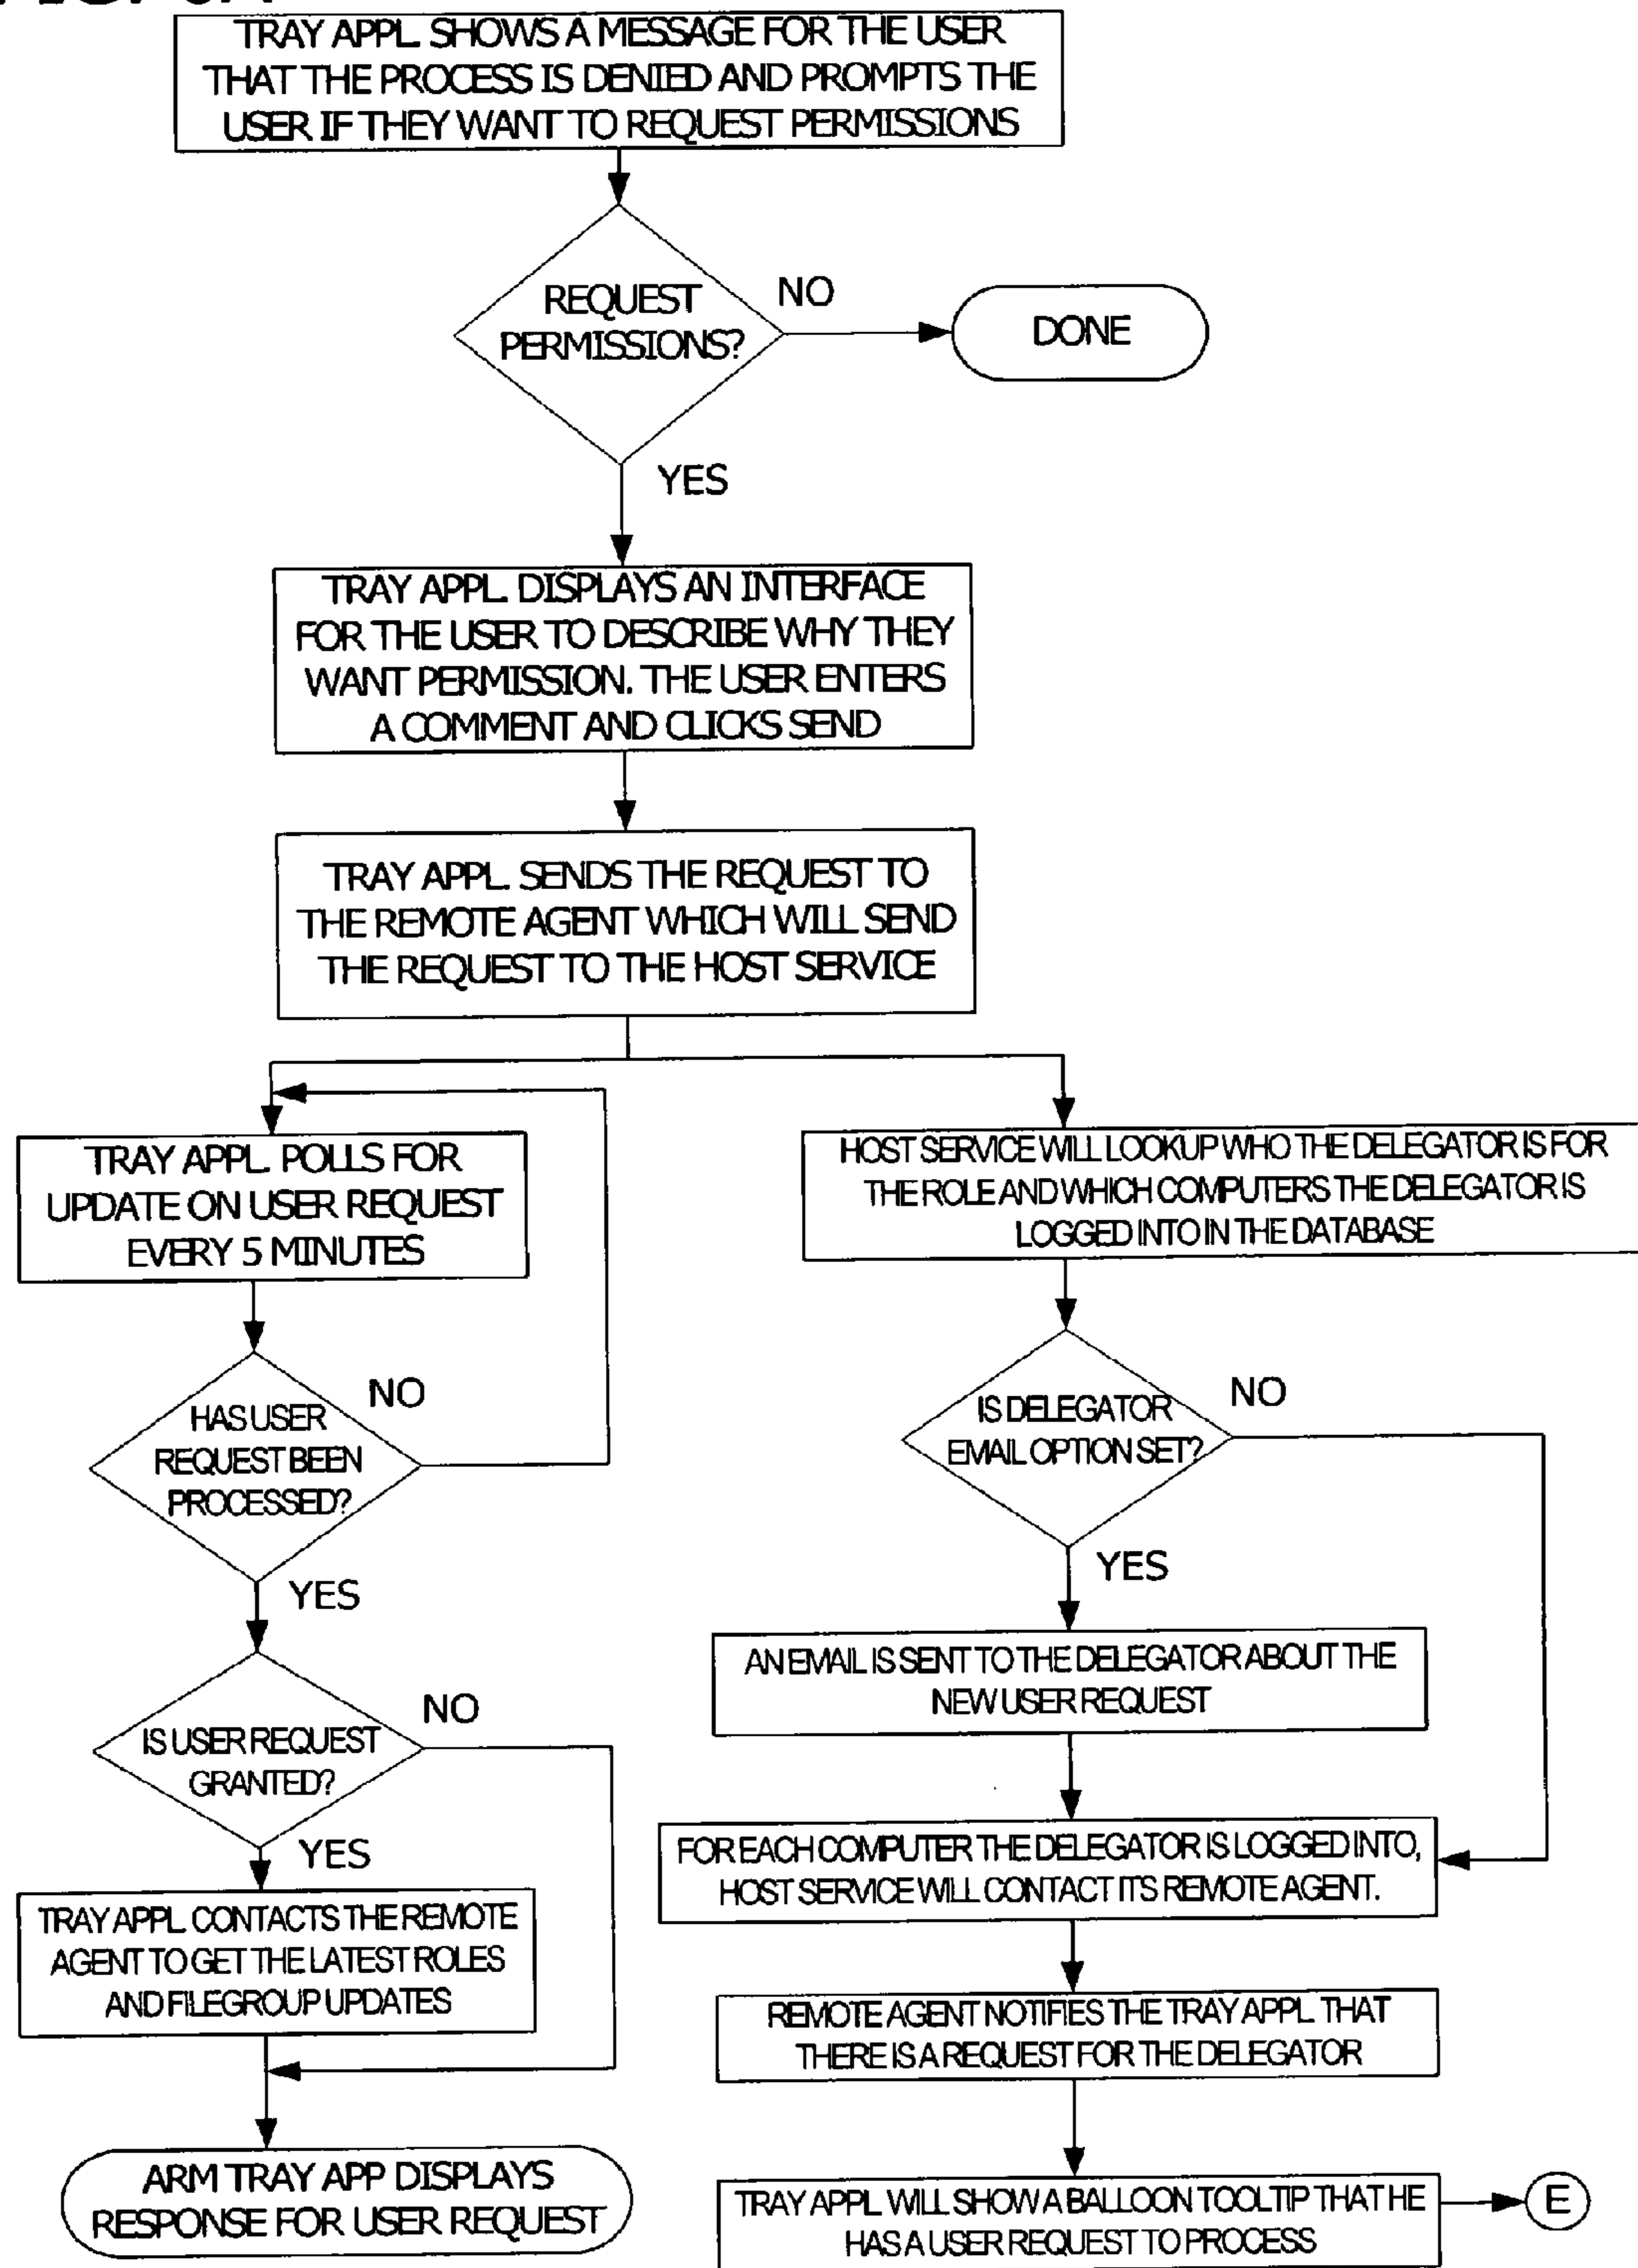 TRAY APPL. SHOWS A MESSAGE FOR THE USER
THAT THE PROCESS IS DENIED AND PROMPTS THE
USER IF THEY WANT TO REQUEST PERMISSIONS
REQUEST
PERMISSIONS?
NO
DONE
YES
TRAY APPL. DISPLAYS AN INTERFACE
FOR THE USER TO DESCRIBE WHY THEY
WANT PERMISSION. THE USER ENTERS
A COMMENT AND CLICKS SEND
TRAY APPL. SENDS THE REQUEST TO
THE REMOTE AGENT WHICH WILL SEND
THE REQUEST TO THE HOST SERVICE
TRAY APPL. POLLS FOR
UPDATE ON USER REQUEST
EVERY 5 MINUTES
HAS USER
REQUEST BEEN
PROCESSED?
NO
YES
IS USER REQUEST
GRANTED?
NO
YES
TRAY APPL CONTACTS THE REMOTE
AGENT TO GET THE LATEST ROLES
AND FILEGROUP UPDATES
ARM TRAY APP DISPLAYS
RESPONSE FOR USER REQUEST
HOST SERVICE WILL LOOKUP WHO THE DELEGATOR IS FOR
THE ROLE AND WHICH COMPUTERS THE DELEGATOR IS
LOGGED INTO IN THE DATABASE
IS DELEGATOR
EMAIL OPTION SET?
NO
YES
AN EMAIL IS SENT TO THE DELEGATOR ABOUT THE
NEW USER REQUEST
FOR EACH COMPUTER THE DELEGATOR IS LOGGED INTO,
HOST SERVICE WILL CONTACT ITS REMOTE AGENT.
REMOTE AGENT NOTIFIES THE TRAY APPL THAT
THERE IS A REQUEST FOR THE DELEGATOR
TRAY APPL WILL SHOW A BALLOON TOOLTIP THAT HE
HAS A USER REQUEST TO PROCESS
E